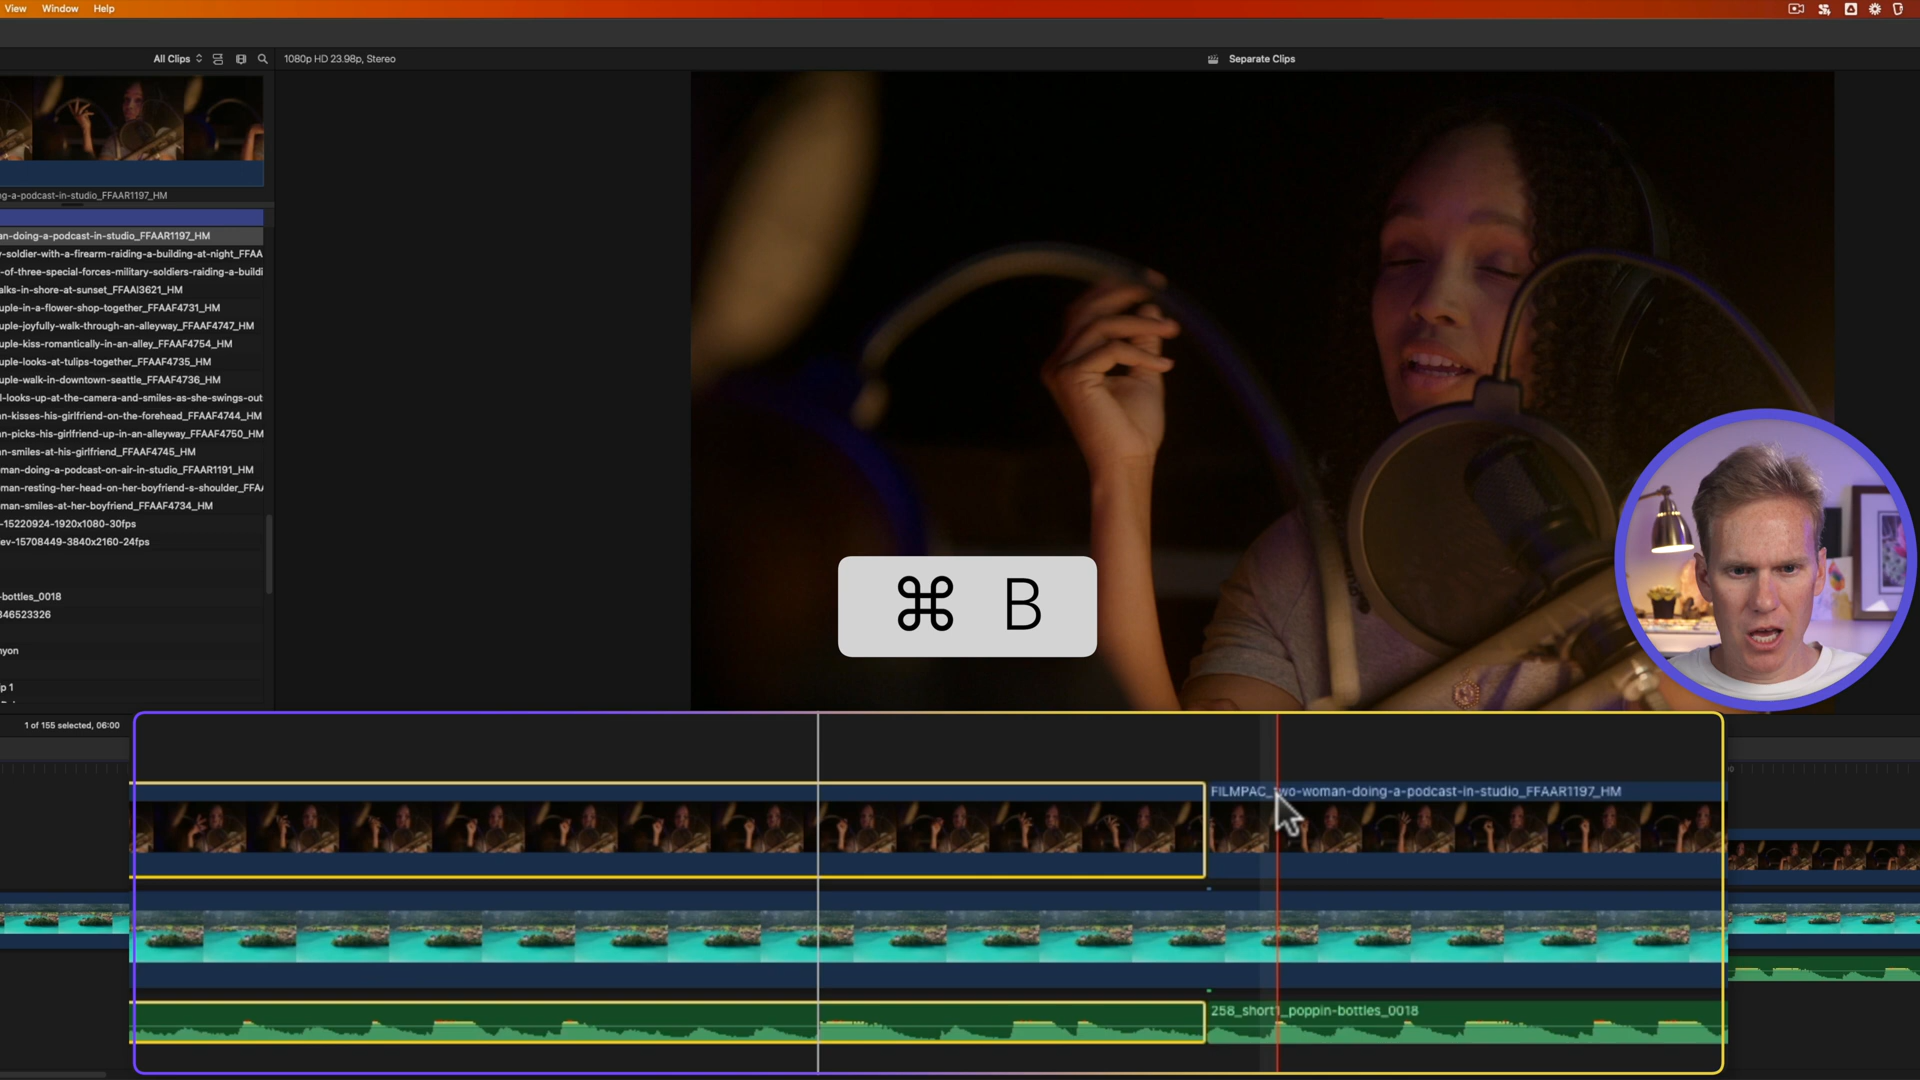 View Window Help
All Clips
1080p HD 23.98p, Stereo
Separate Clips
g-a-podcast-in-studio_FFAAR1197_HM
an-doing-a-podcast-in-studio_FFAAR1197_HM
y-soldier-with-a-firearm-raiding-a-building-at-night_FFAA
-of-three-special-forces-military-soldiers-raiding-a-buildi
alks-in-shore-at-sunset_FFAAI3621_HM
uple-in-a-flower-shop-together_FFAAF4731_HM
uple-joyfully-walk-through-an-alleyway_FFAAF4747_HM
uple-kiss-romantically-in-an-alley_FFAAF4754_HM
uple-looks-at-tulips-together_FFAAF4735_HM
uple-walk-in-downtown-seattle_FFAAF4736_HM
l-looks-up-at-the-camera-and-smiles-as-she-swings-out
an-kisses-his-girlfriend-on-the-forehead_FFAAF4744_HM
an-picks-his-girlfriend-up-in-an-alleyway_FFAAF4750_HM
an-smiles-at-his-girlfriend_FFAAF4745_HM
man-doing-a-podcast-on-air-in-studio_FFAAR1191_HM
man-resting-her-head-on-her-boyfriend-s-shoulder_FFA
man-smiles-at-her-boyfriend_FFAAF4734_HM
-15220924-1920x1080-30fps
ev-15708449-3840x2160-24fps
-bottles_0018
346523326
nyon
p 1
⌘ B
1 of 155 selected, 06:00
FILMPAC_two-woman-doing-a-podcast-in-studio_FFAAR1197_HM
258_short1_poppin-bottles_0018